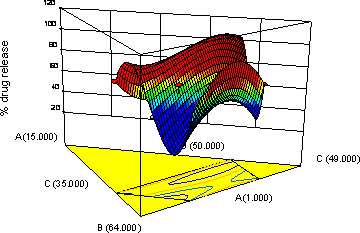 120
100
80
60
40
20
% drug release
A(15.000)
(50.000)
C (49.000)
C (35.000)
A(1.000)
B (64.000)